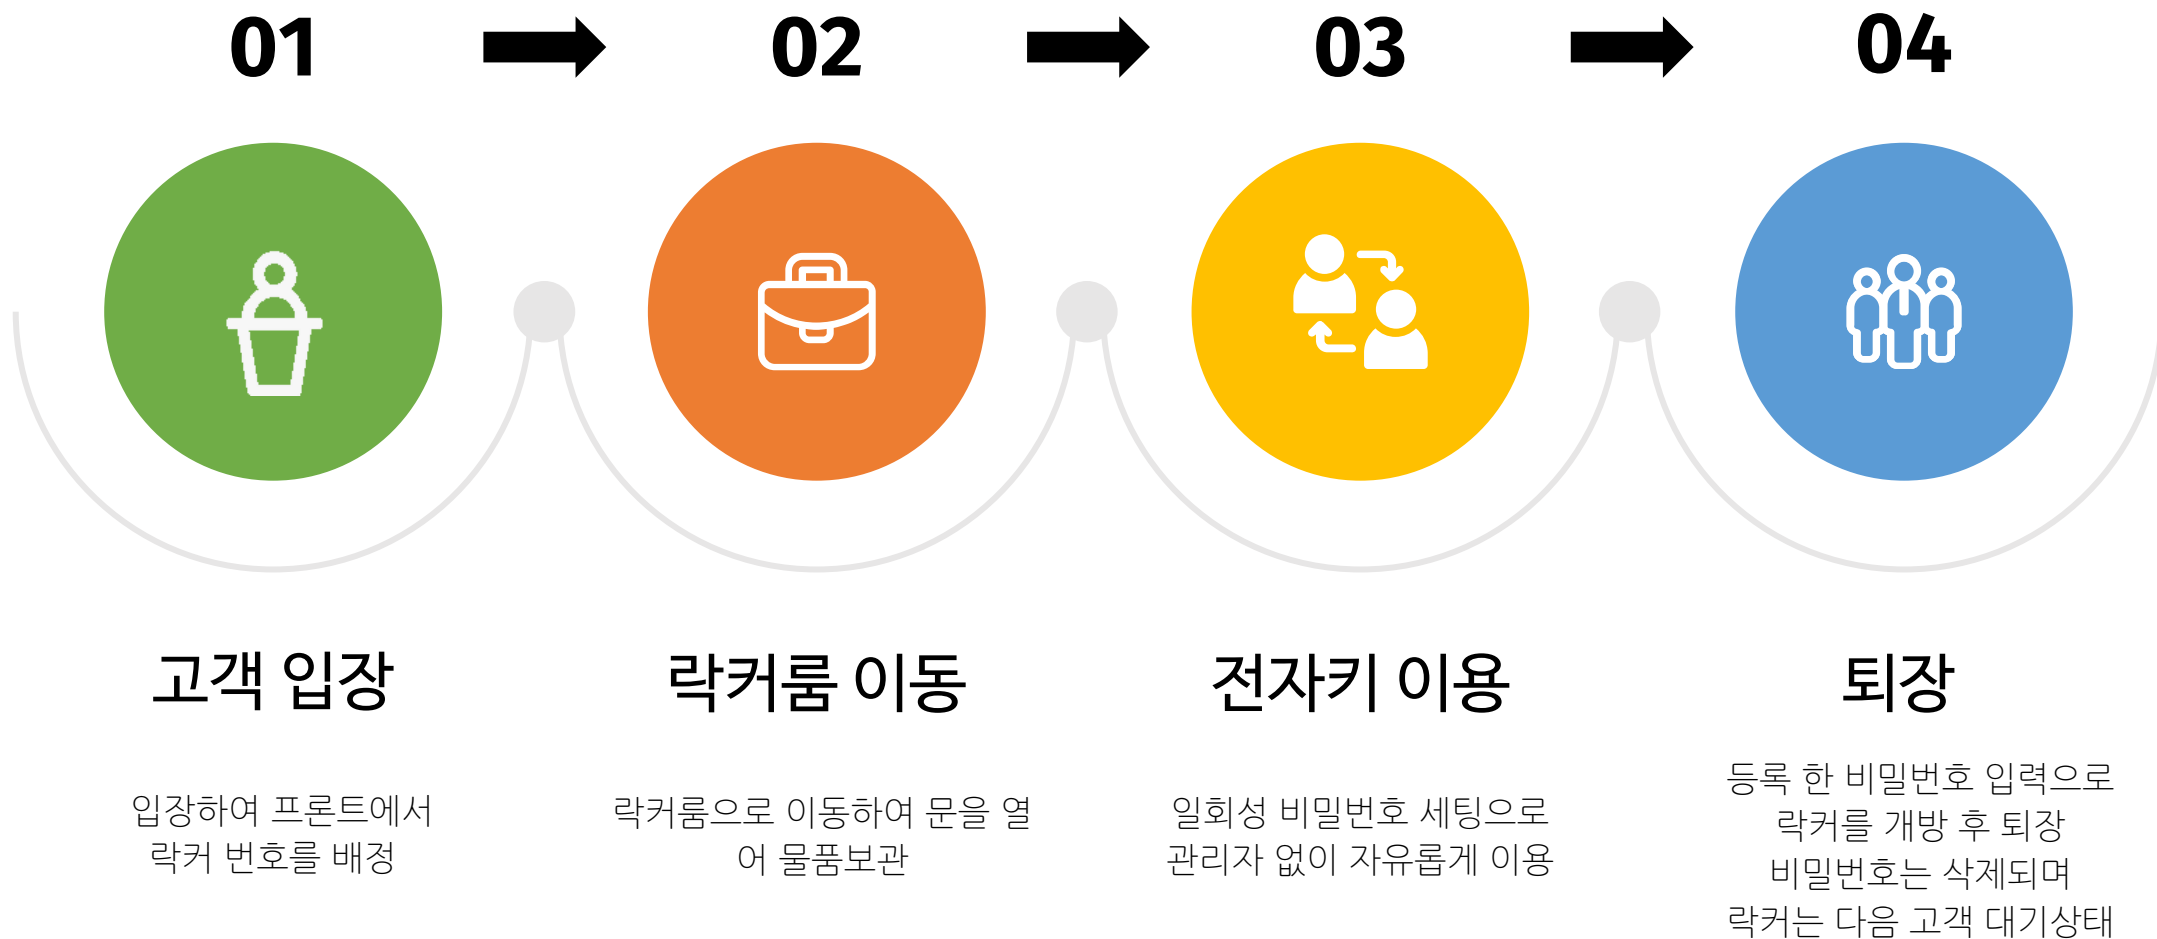 01
02
03
04
고객 입장
락커룸 이동
전자키 이용
퇴장
입장하여 프론트에서
락커 번호를 배정
락커룸으로 이동하여 문을 열
어 물품보관
일회성 비밀번호 세팅으로
관리자 없이 자유롭게 이용
등록 한 비밀번호 입력으로
락커를 개방 후 퇴장
비밀번호는 삭제되며
락커는 다음 고객 대기상태